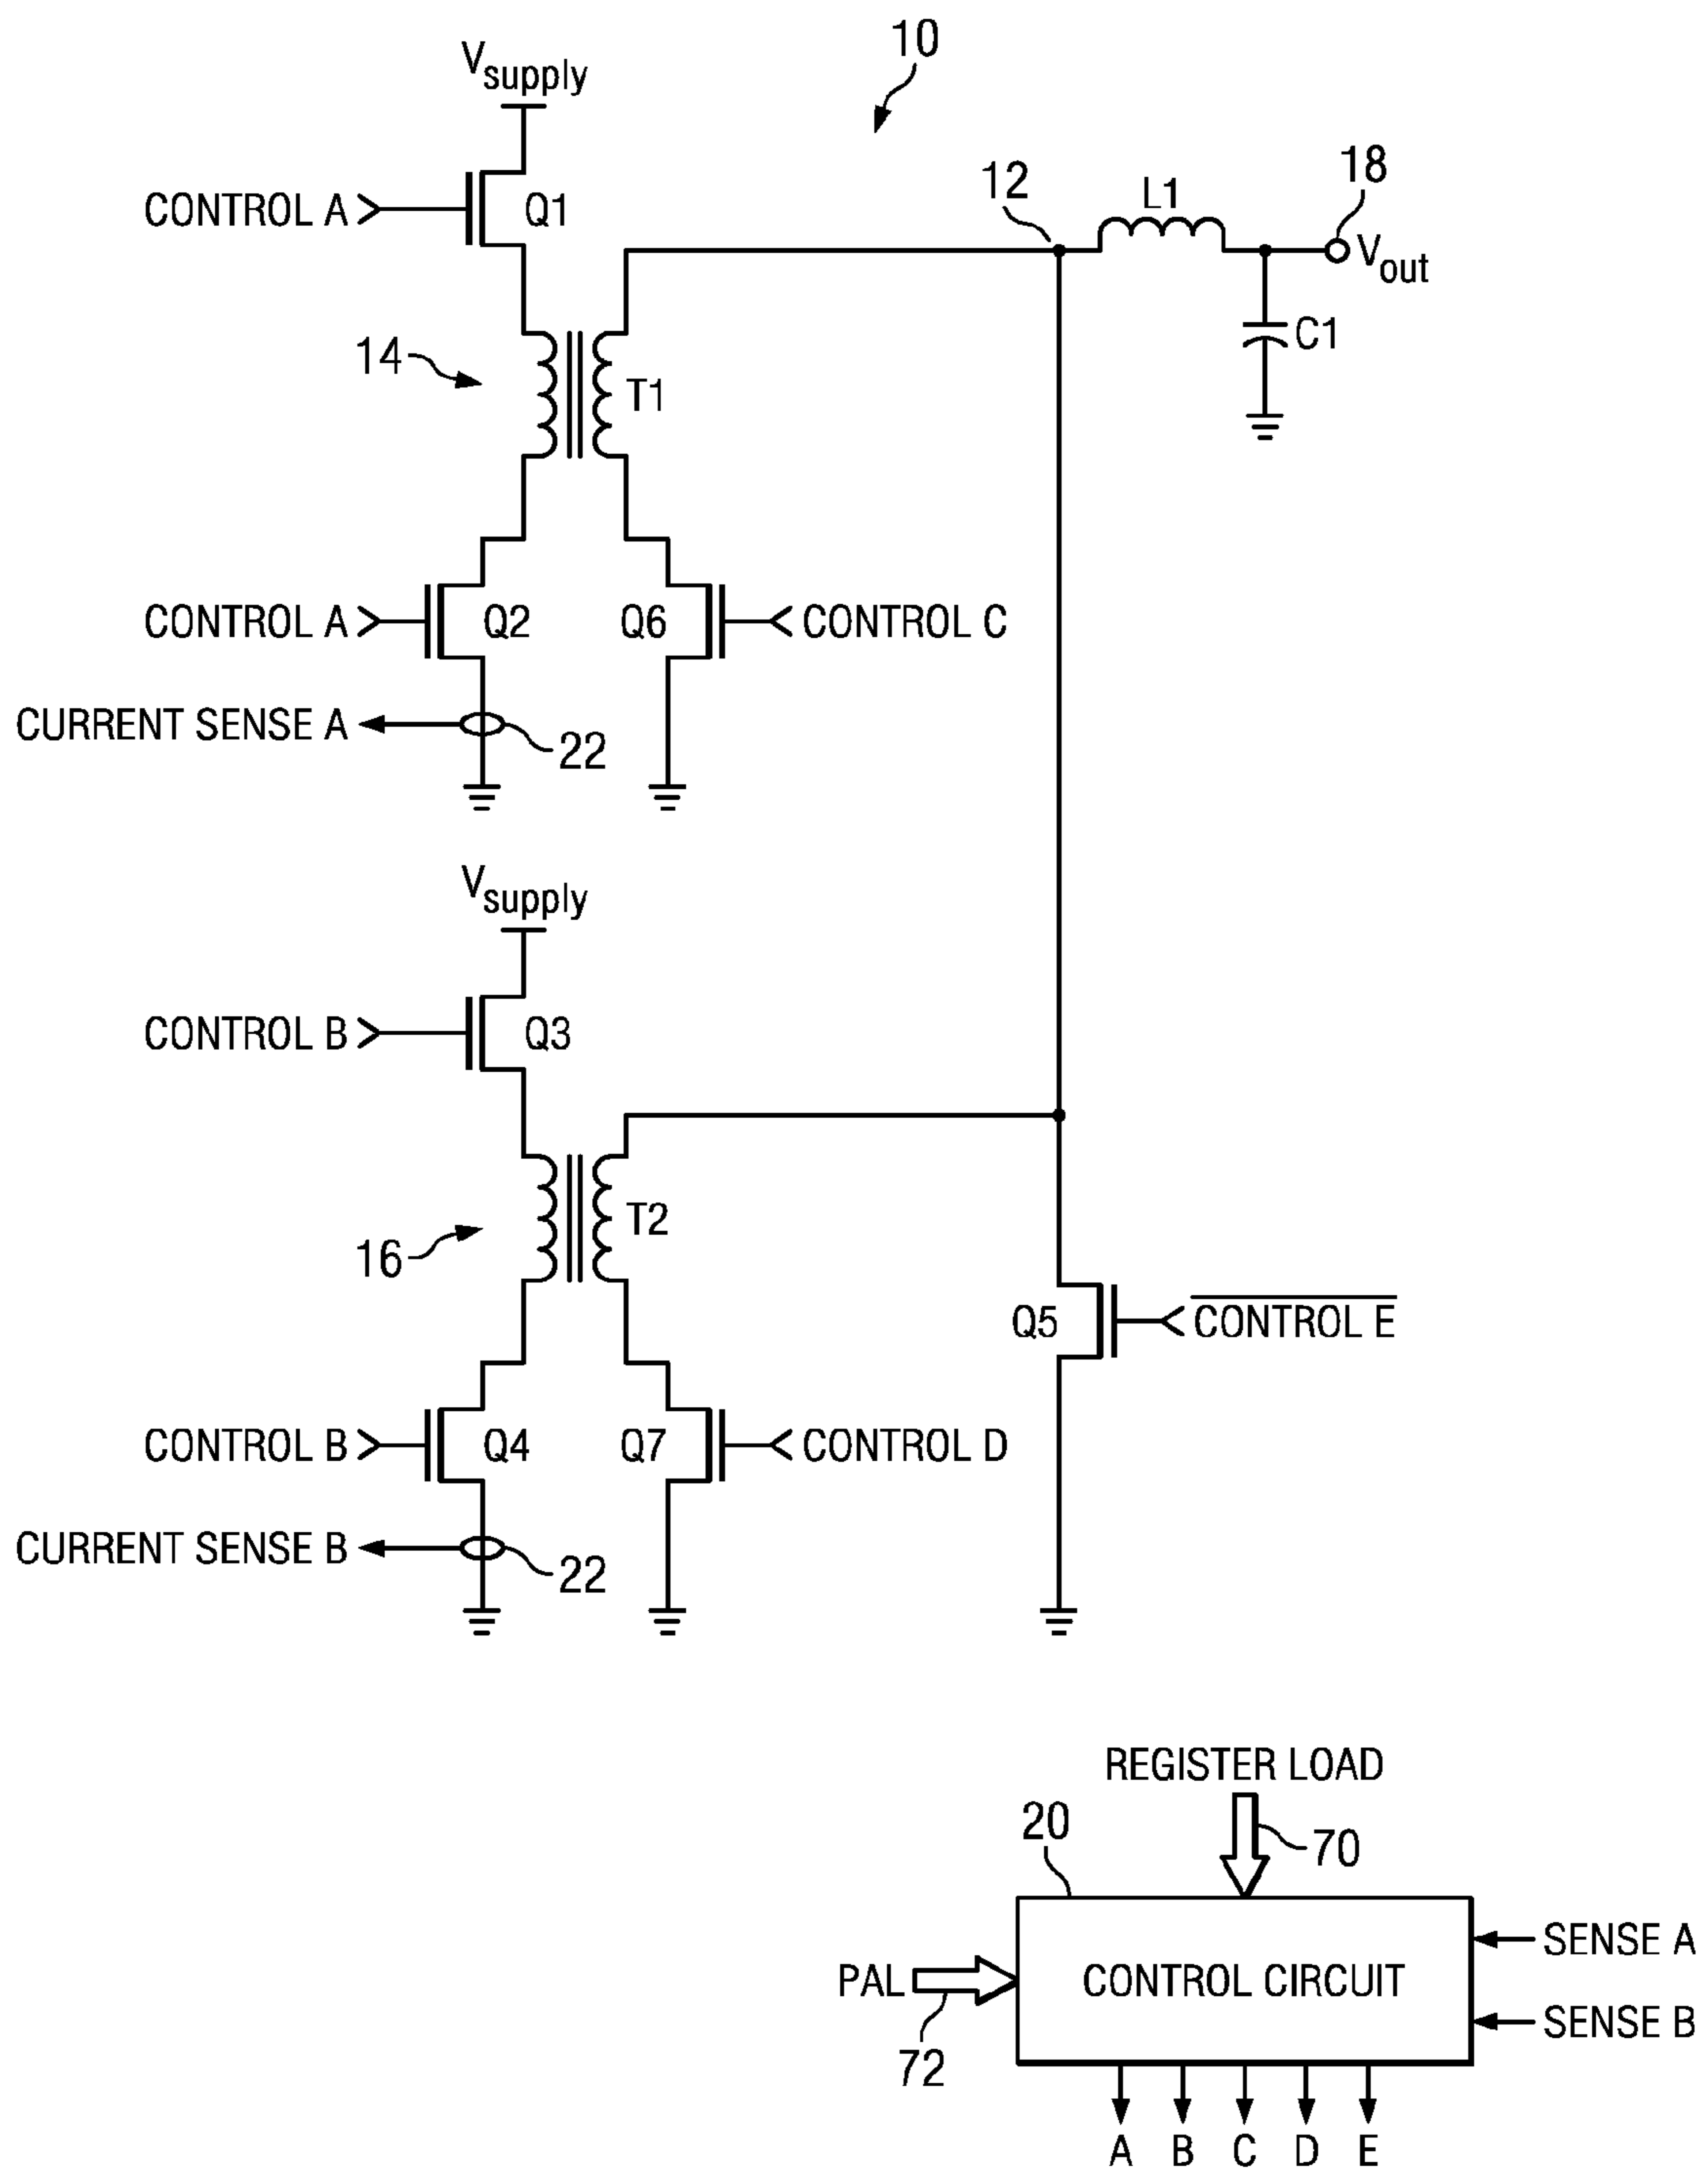 10
Vsupply
CONTROL A
Q1
12
L1
18
Vout
C1
14
T1
CONTROL A
Q2
Q6
CONTROL C
CURRENT SENSE A
22
Vsupply
CONTROL B
Q3
16
T2
Q5
CONTROL E
CONTROL B
Q4
Q7
CONTROL D
CURRENT SENSE B
22
REGISTER LOAD
20
70
SENSE A
PAL
CONTROL CIRCUIT
SENSE B
72
A B C D E